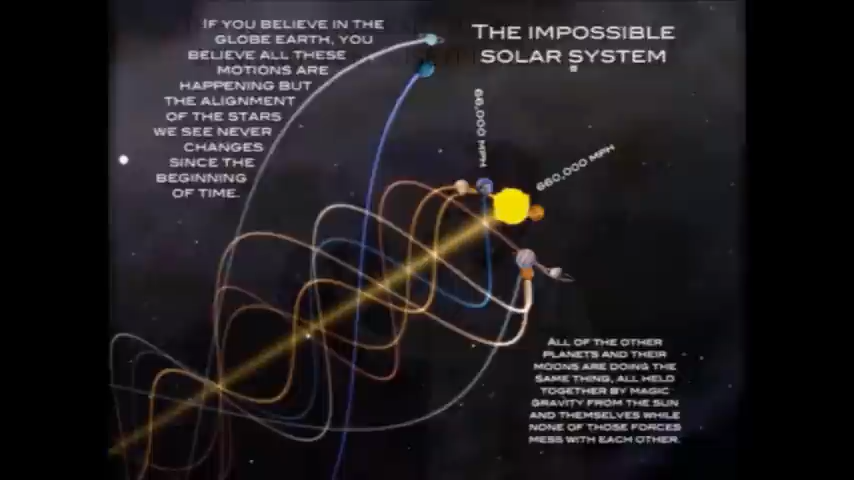 IF YOU BELIEVE IN THE
GLOBE EARTH, YOU
BELIEVE ALL THESE
MOTIONS ARE
HAPPENING BUT
THE ALIGNMENT
OF THE STARS
WE SEE NEVER
CHANGES
SINCE THE
BEGINNING
OF TIME.
THE IMPOSSIBLE
SOLAR SYSTEM
66,000 MPH
660,000 MPH
ALL OF THE OTHER
PLANETS AND THEIR
MOONS ARE DOING THE
SAME THING, ALL HELD
TOGETHER BY MAGIC
GRAVITY FROM THE SUN
AND THEMSELVES WHILE
NONE OF THOSE FORCES
MESS WITH EACH OTHER.